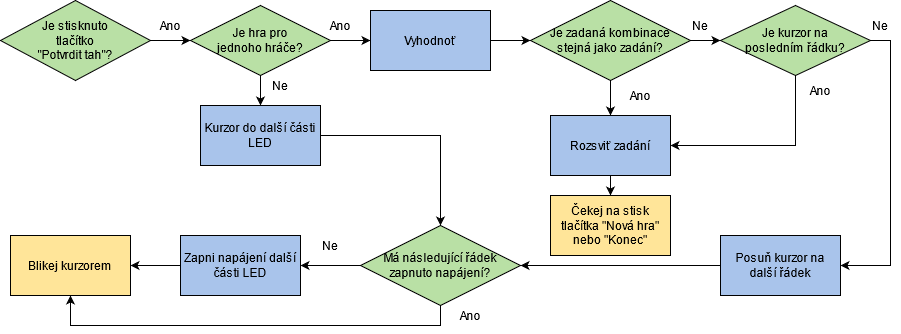 Je stisknuto
tlačítko
"Potvrdit tah"?
Ano
Je hra pro
jednoho hráče?
Ano
Vyhodnoť
Je zadaná kombinace
stejná jako zadání?
Ne
Je kurzor na
posledním řádku?
Ne
Ne
Ano
Ano
Kurzor do další části
LED
Rozsviť zadání
Čekej na stisk
tlačítka "Nová hra"
nebo "Konec"
Blikej kurzorem
Zapni napájení další
části LED
Ne
Má následující řádek
zapnuto napájení?
Posuň kurzor na
další řádek
Ano